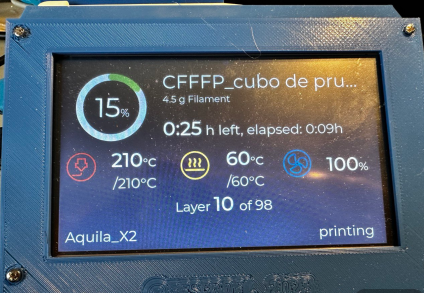 CFFFP_cubo de pru...
15%
4.5 g Filament
0:25 h left, elapsed: 0:09h
210°C
/210°C
60°C
/60°C
100%
Layer 10 of 98
Aquila_X2
printing